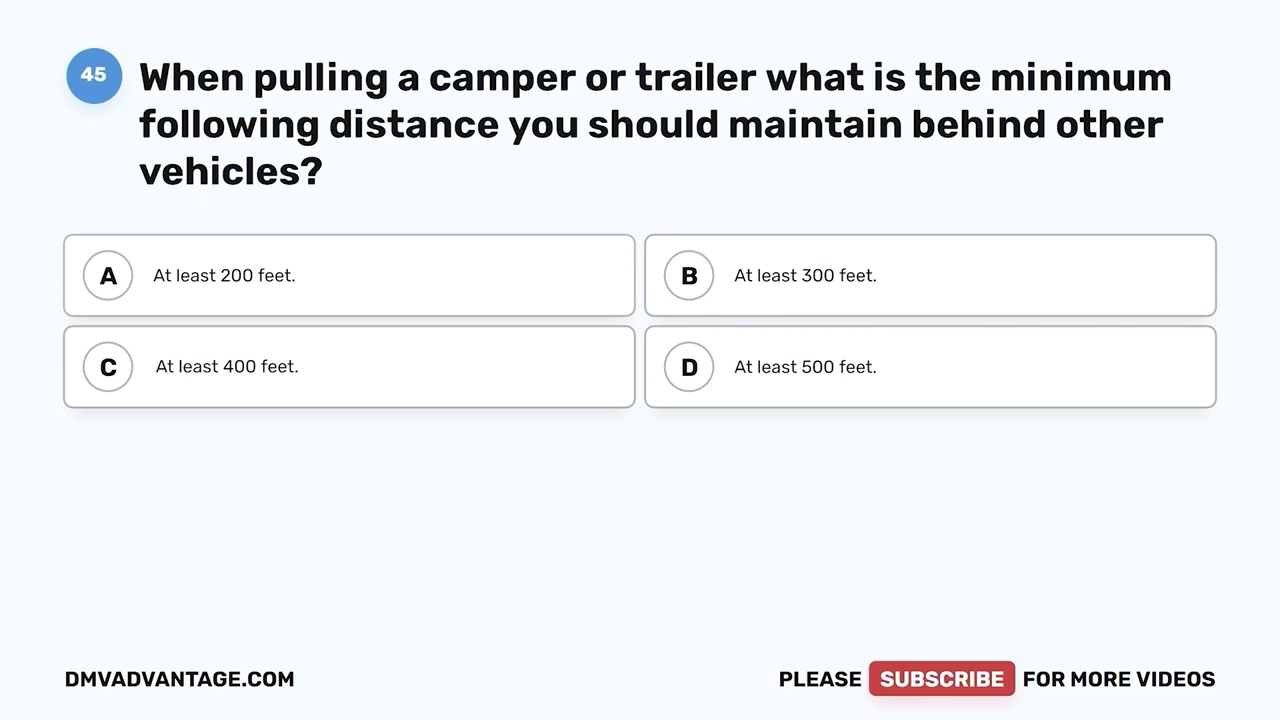 45
When pulling a camper or trailer what is the minimum
following distance you should maintain behind other
vehicles?
A At least 200 feet.
B At least 300 feet.
C At least 400 feet.
D At least 500 feet.
DMVADVANTAGE.COM
PLEASE SUBSCRIBE FOR MORE VIDEOS